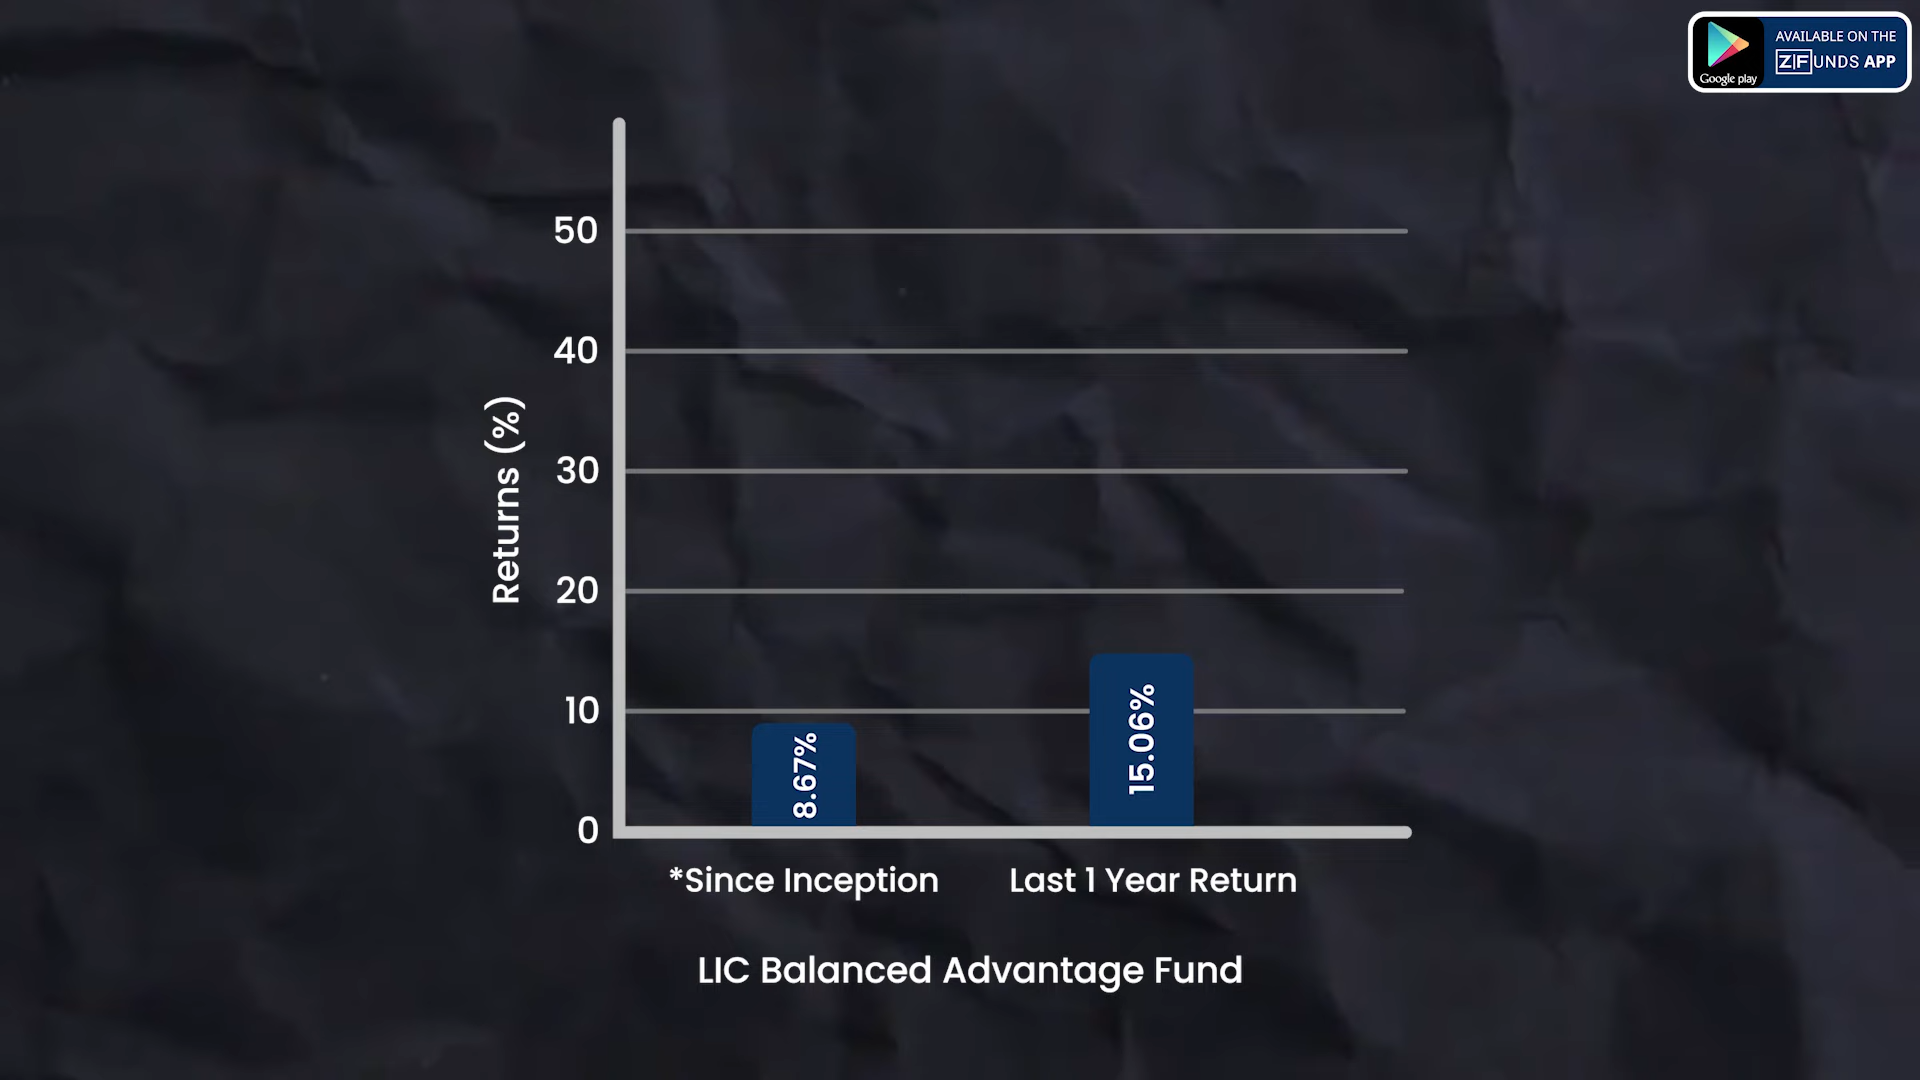 Google play
AVAILABLE ON THE
ZFUNDS APP
50
40
30
20
10
0
Returns (%)
8.67%
15.06%
*Since Inception
Last 1 Year Return
LIC Balanced Advantage Fund